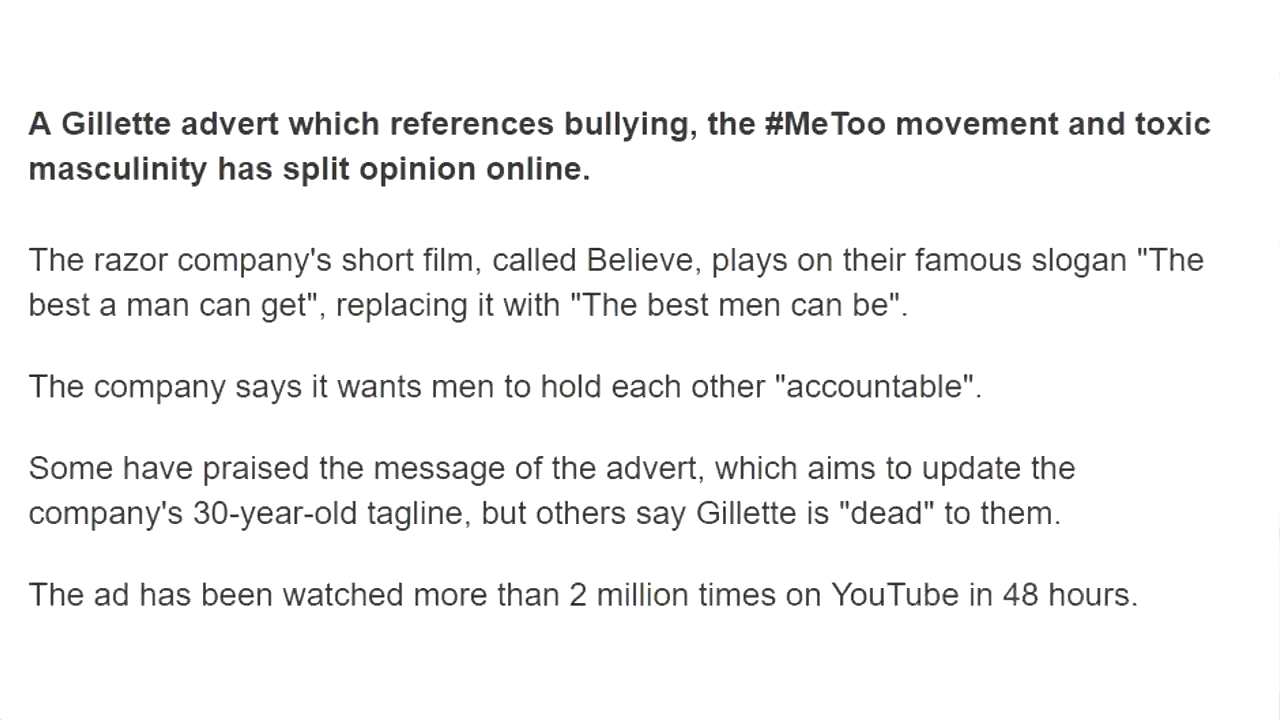 A Gillette advert which references bullying, the #MeToo movement and toxic
masculinity has split opinion online.
The razor company's short film, called Believe, plays on their famous slogan "The
best a man can get", replacing it with "The best men can be".
The company says it wants men to hold each other "accountable".
Some have praised the message of the advert, which aims to update the
company's 30-year-old tagline, but others say Gillette is "dead" to them.
The ad has been watched more than 2 million times on YouTube in 48 hours.